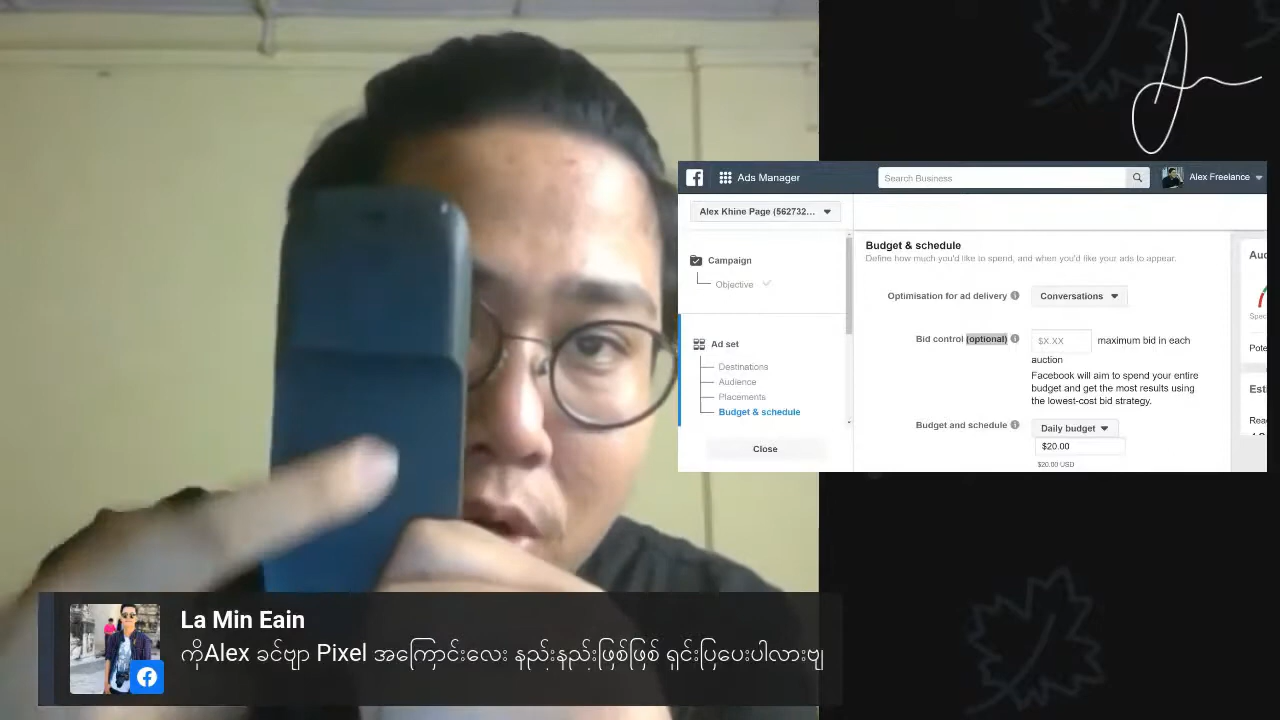 Ads Manager
Search Business
Alex Freelance
Alex Khine Page (562732...
Campaign
Objective
Ad set
Destinations
Audience
Placements
Budget & schedule
Close
Budget & schedule
Define how much you'd like to spend, and when you'd like your ads to appear.
Optimisation for ad delivery
Conversations
Bid control (optional)
$X.XX
maximum bid in each
auction
Facebook will aim to spend your entire
budget and get the most results using
the lowest-cost bid strategy.
Budget and schedule
Daily budget
$20.00
$20.00 USD
La Min Eain
ကိုAlex ခင်ဗျာ Pixel အကြောင်းလေး နည်းနည်းဖြစ်ဖြစ် ရှင်းပြပေးပါလားဗျ